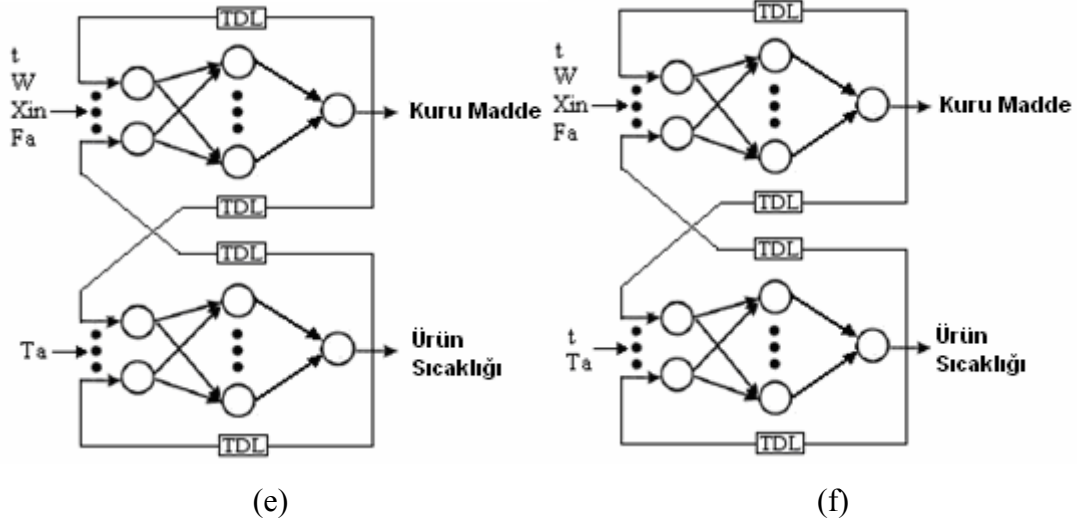 TDL
t
W
Xin
Fa
Kuru Madde
TDL
TDL
Ta
Ürün
Sıcaklığı
TDL
(e)
TDL
t
W
Xin
Fa
Kuru Madde
TDL
TDL
t
Ta
Ürün
Sıcaklığı
TDL
(f)